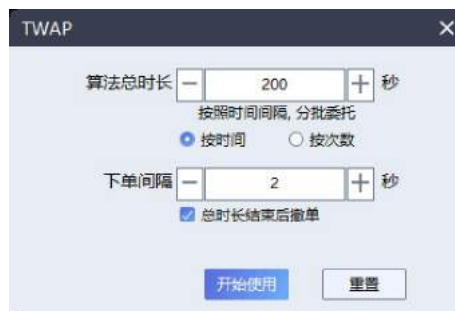 TWAP
算法总时长 200 秒
按照时间间隔, 分批委托
按时间 按次数
下单间隔 2 秒
总时长结束后撤单
开始使用 重置